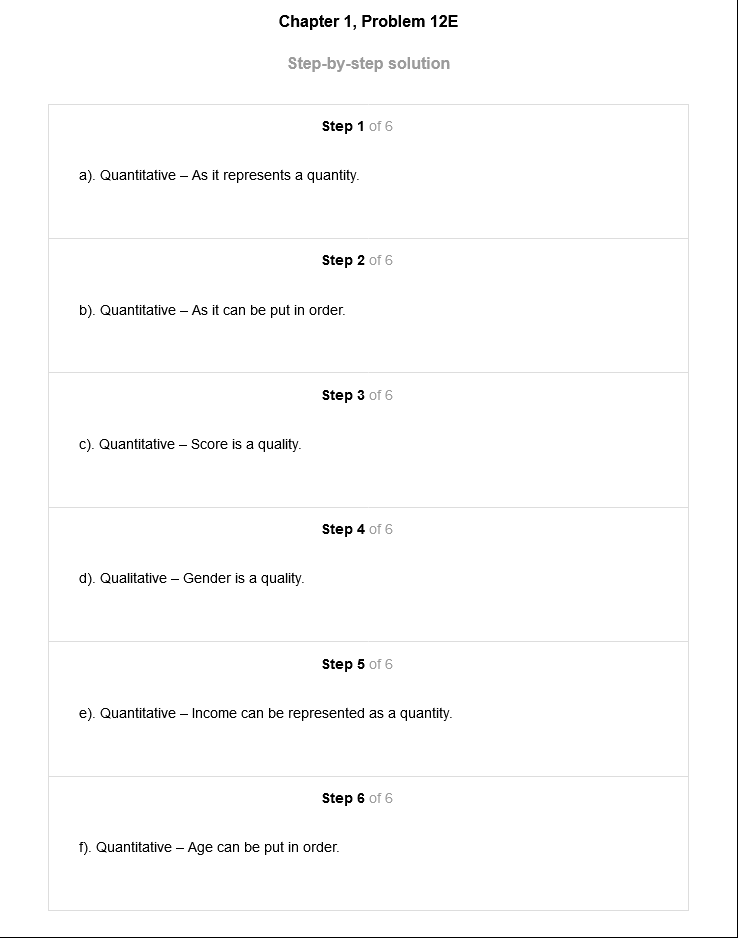 Chapter 1, Problem 12E
Step-by-step solution
Step 1 of 6
a). Quantitative – As it represents a quantity.
Step 2 of 6
b). Quantitative – As it can be put in order.
Step 3 of 6
c). Quantitative – Score is a quality.
Step 4 of 6
d). Qualitative – Gender is a quality.
Step 5 of 6
e). Quantitative – Income can be represented as a quantity.
Step 6 of 6
f). Quantitative – Age can be put in order.